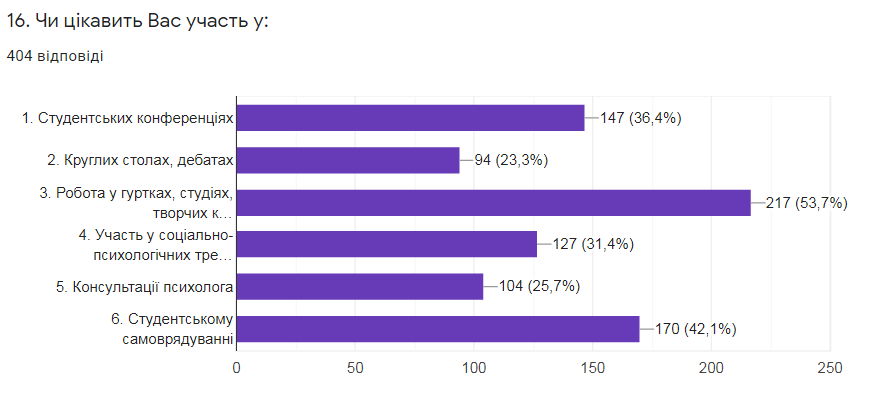 16. Чи цікавить Вас участь у:
404 відповіді
1. Студентських конференціях
147 (36,4%)
2. Круглих столах, дебатах
94 (23,3%)
3. Робота у гуртках, студіях,
творчих к…
217 (53,7%)
4. Участь у соціально-
психологічних тре…
127 (31,4%)
5. Консультації психолога
104 (25,7%)
6. Студентському
самоврядуванні
170 (42,1%)
0 50 100 150 200 250